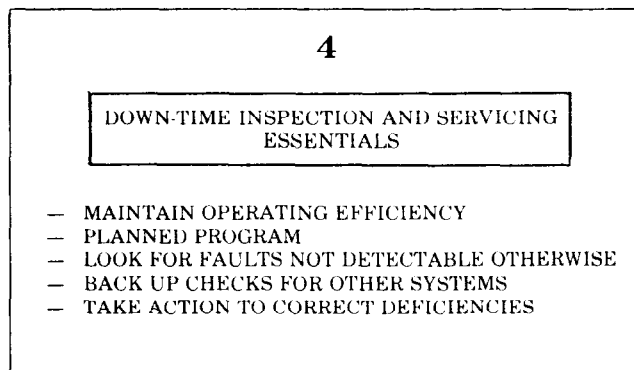 4
DOWN-TIME INSPECTION AND SERVICING
ESSENTIALS
— MAINTAIN OPERATING EFFICIENCY
— PLANNED PROGRAM
— LOOK FOR FAULTS NOT DETECTABLE OTHERWISE
— BACK UP CHECKS FOR OTHER SYSTEMS
— TAKE ACTION TO CORRECT DEFICIENCIES